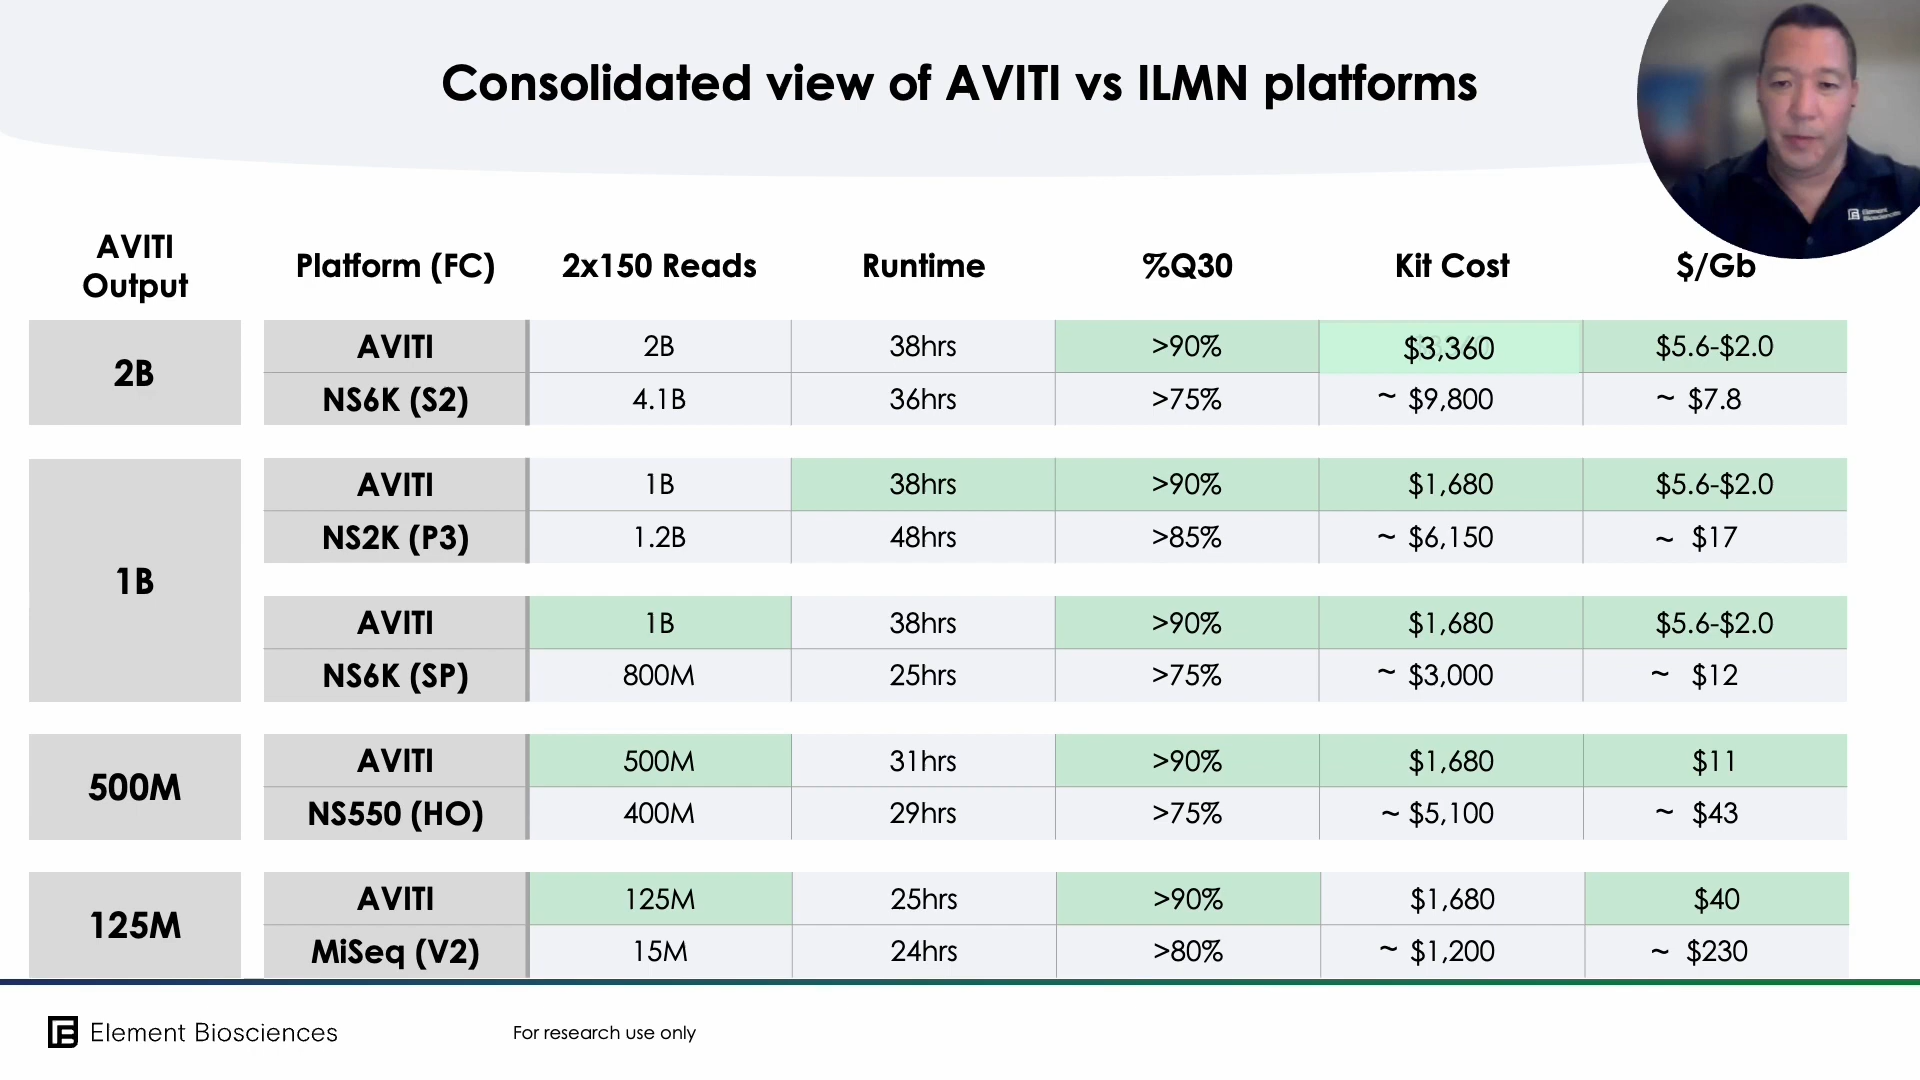 Consolidated view of AVITI vs ILMN platforms
Element
Biosciences
AVITI
Output
Platform (FC) 2x150 Reads Runtime %Q30 Kit Cost $/Gb
2B
AVITI 2B 38hrs >90% $3,360 $5.6-$2.0
NS6K (S2) 4.1B 36hrs >75% ~ $9,800 ~ $7.8
1B
AVITI 1B 38hrs >90% $1,680 $5.6-$2.0
NS2K (P3) 1.2B 48hrs >85% ~ $6,150 ~ $17
AVITI 1B 38hrs >90% $1,680 $5.6-$2.0
NS6K (SP) 800M 25hrs >75% ~ $3,000 ~ $12
500M
AVITI 500M 31hrs >90% $1,680 $11
NS550 (HO) 400M 29hrs >75% ~ $5,100 ~ $43
125M
AVITI 125M 25hrs >90% $1,680 $40
MiSeq (V2) 15M 24hrs >80% ~ $1,200 ~ $230
Element Biosciences
For research use only